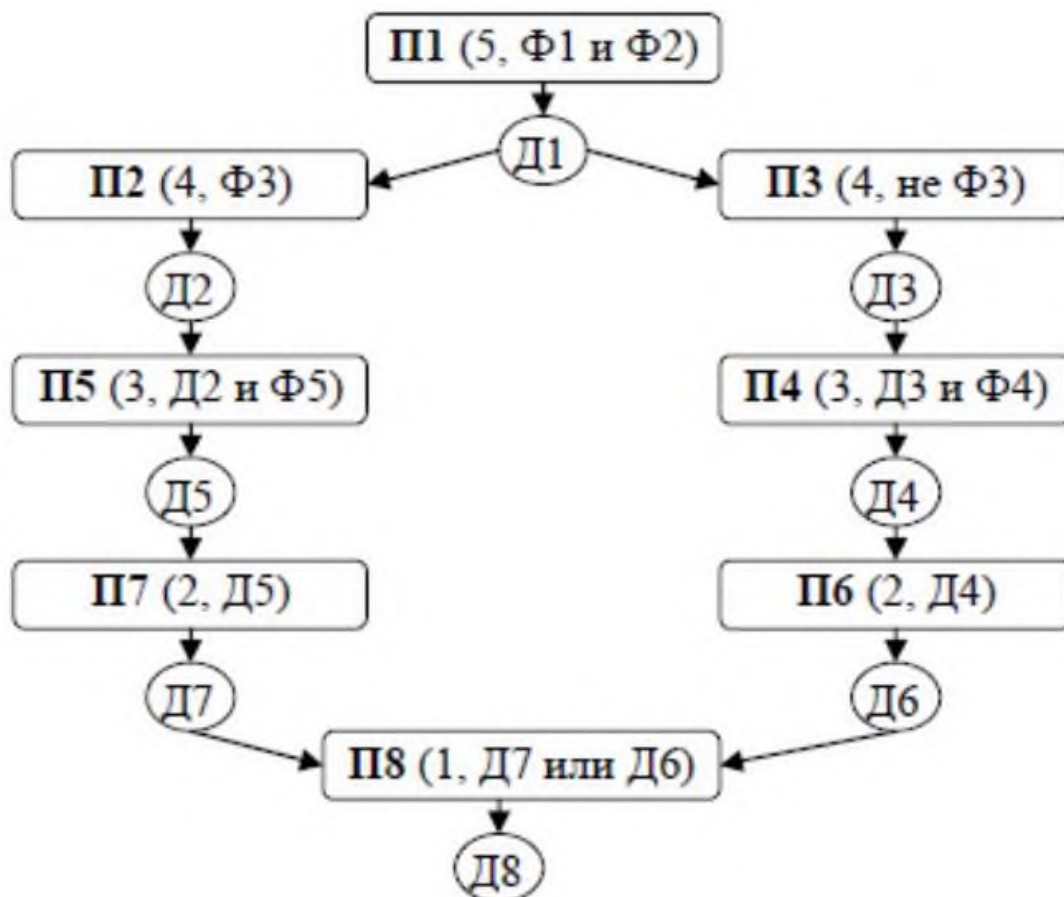 П1 (5, Ф1 и Ф2)
Д1
П2 (4, Ф3)
П3 (4, не Ф3)
Д2
Д3
П5 (3, Д2 и Ф5)
П4 (3, Д3 и Ф4)
Д5
Д4
П7 (2, Д5)
П6 (2, Д4)
Д7
Д6
П8 (1, Д7 или Д6)
Д8